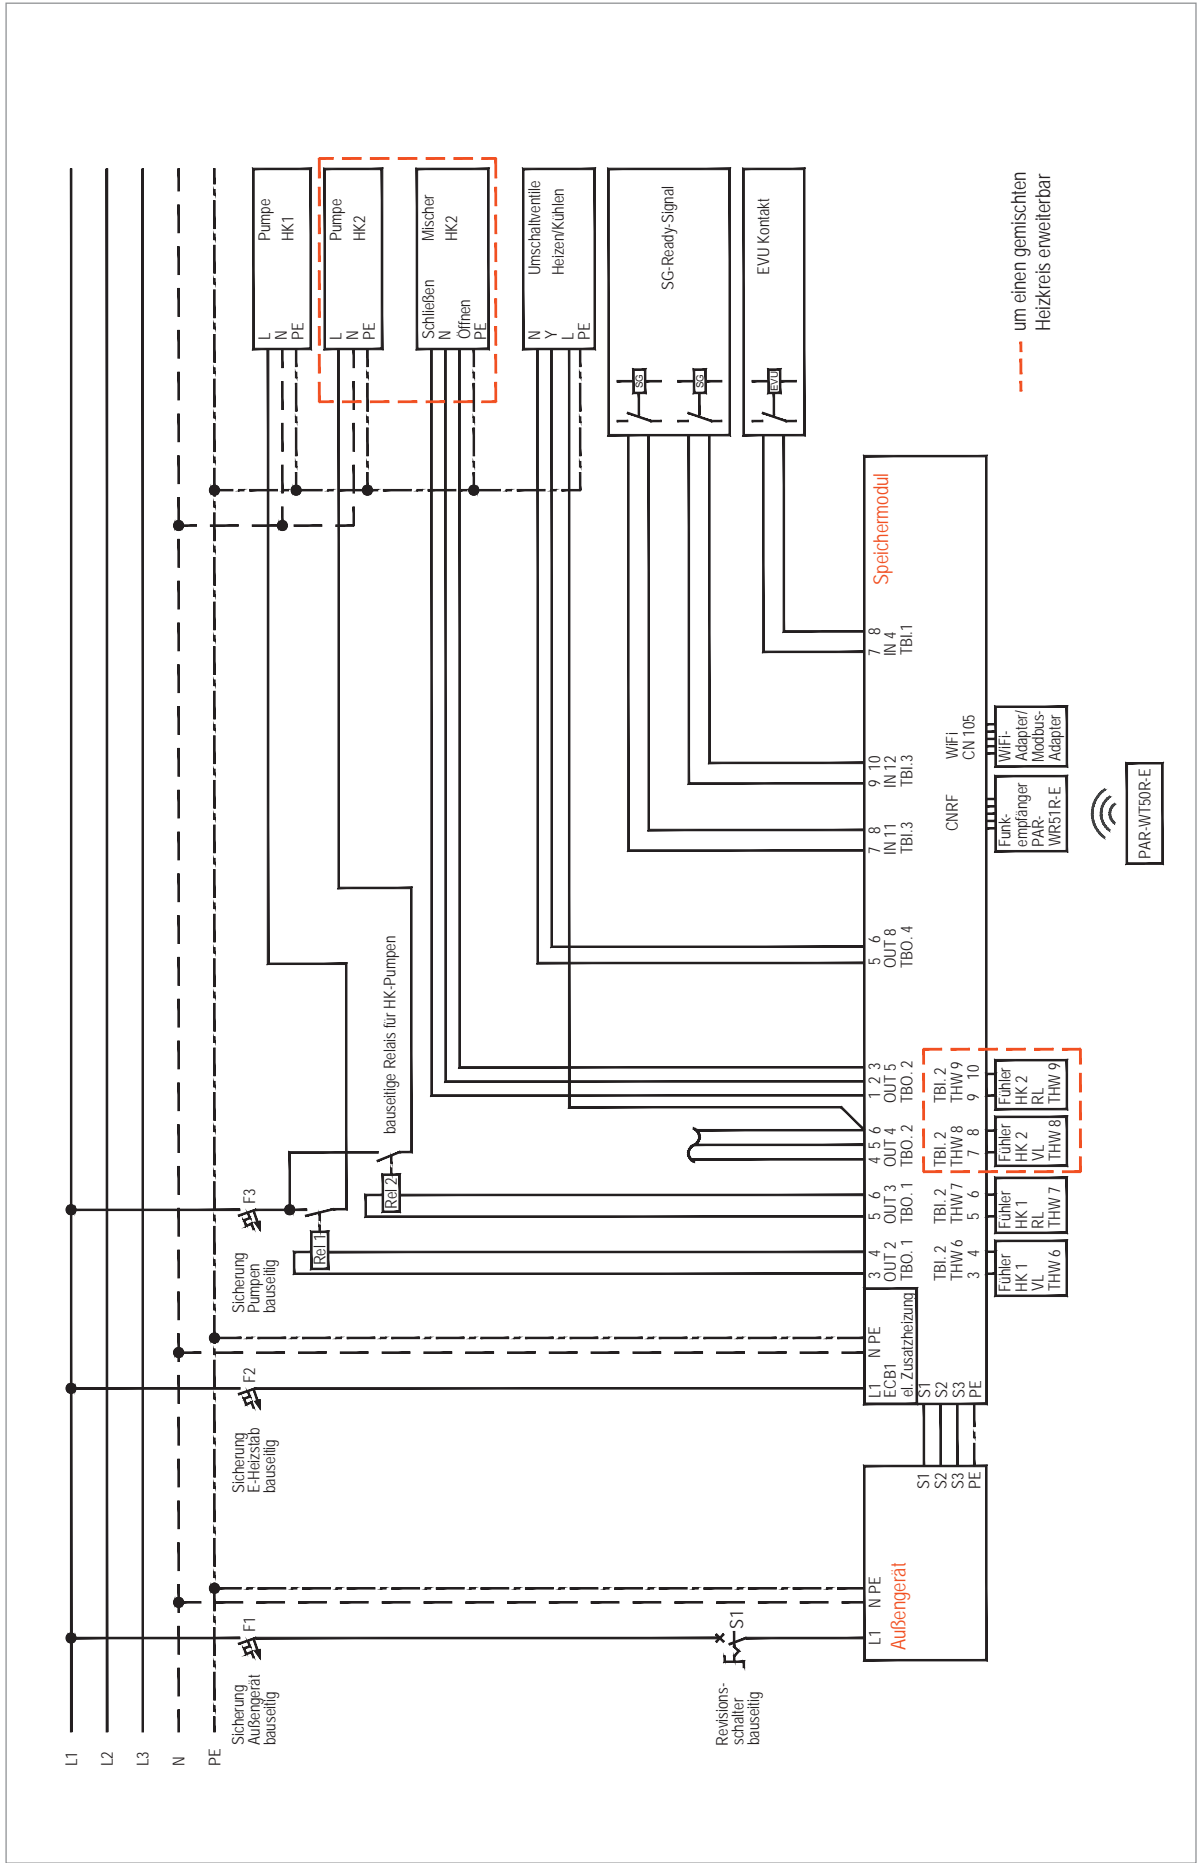 L1
L2
L3
N
PE
Sicherung
Außengerät
bauseitig
F1
Sicherung
E-Heizstab
bauseitig
F2
Sicherung
Pumpen
bauseitig
F3
Pumpe
HK1
L
N
PE
Pumpe
HK2
L
N
PE
Mischer
HK2
Schließen
N
Öffnen
PE
Umschaltventile
Heizen/Kühlen
N
Y
L
PE
SG-Ready-Signal
SG
SG
EVU Kontakt
EVU
um einen gemischten
Heizkreis erweiterbar
Rel 1
Rel 2
bauseitige Relais für HK-Pumpen
Revisions-
schalter
bauseitig
S1
L1 N PE
Außengerät
S1
S2
S3
PE
L1 N PE
ECB1
el. Zusatzheizung
S1
S2
S3
PE
3 4
OUT 2
TBO. 1
5 6
OUT 3
TBO. 1
4 5 6
OUT 4
TBO. 2
1 2 3
OUT 5
TBO. 2
5 6
OUT 8
TBO. 4
7 8
IN 11
TBI.3
9 10
IN 12
TBI.3
7 8
IN 4
TBI.1
Speichermodul
TBI. 2
THW 6
3 4
TBI. 2
THW 7
5 6
TBI. 2
THW 8
7 8
TBI. 2
THW 9
9 10
CNRF
WiFi
CN 105
Fühler
HK 1
VL
THW 6
Fühler
HK 1
RL
THW 7
Fühler
HK 2
VL
THW 8
Fühler
HK 2
RL
THW 9
Funk-
empfänger
PAR-
WR51R-E
WiFi-
Adapter/
Modbus-
Adapter
PAR-WT50R-E